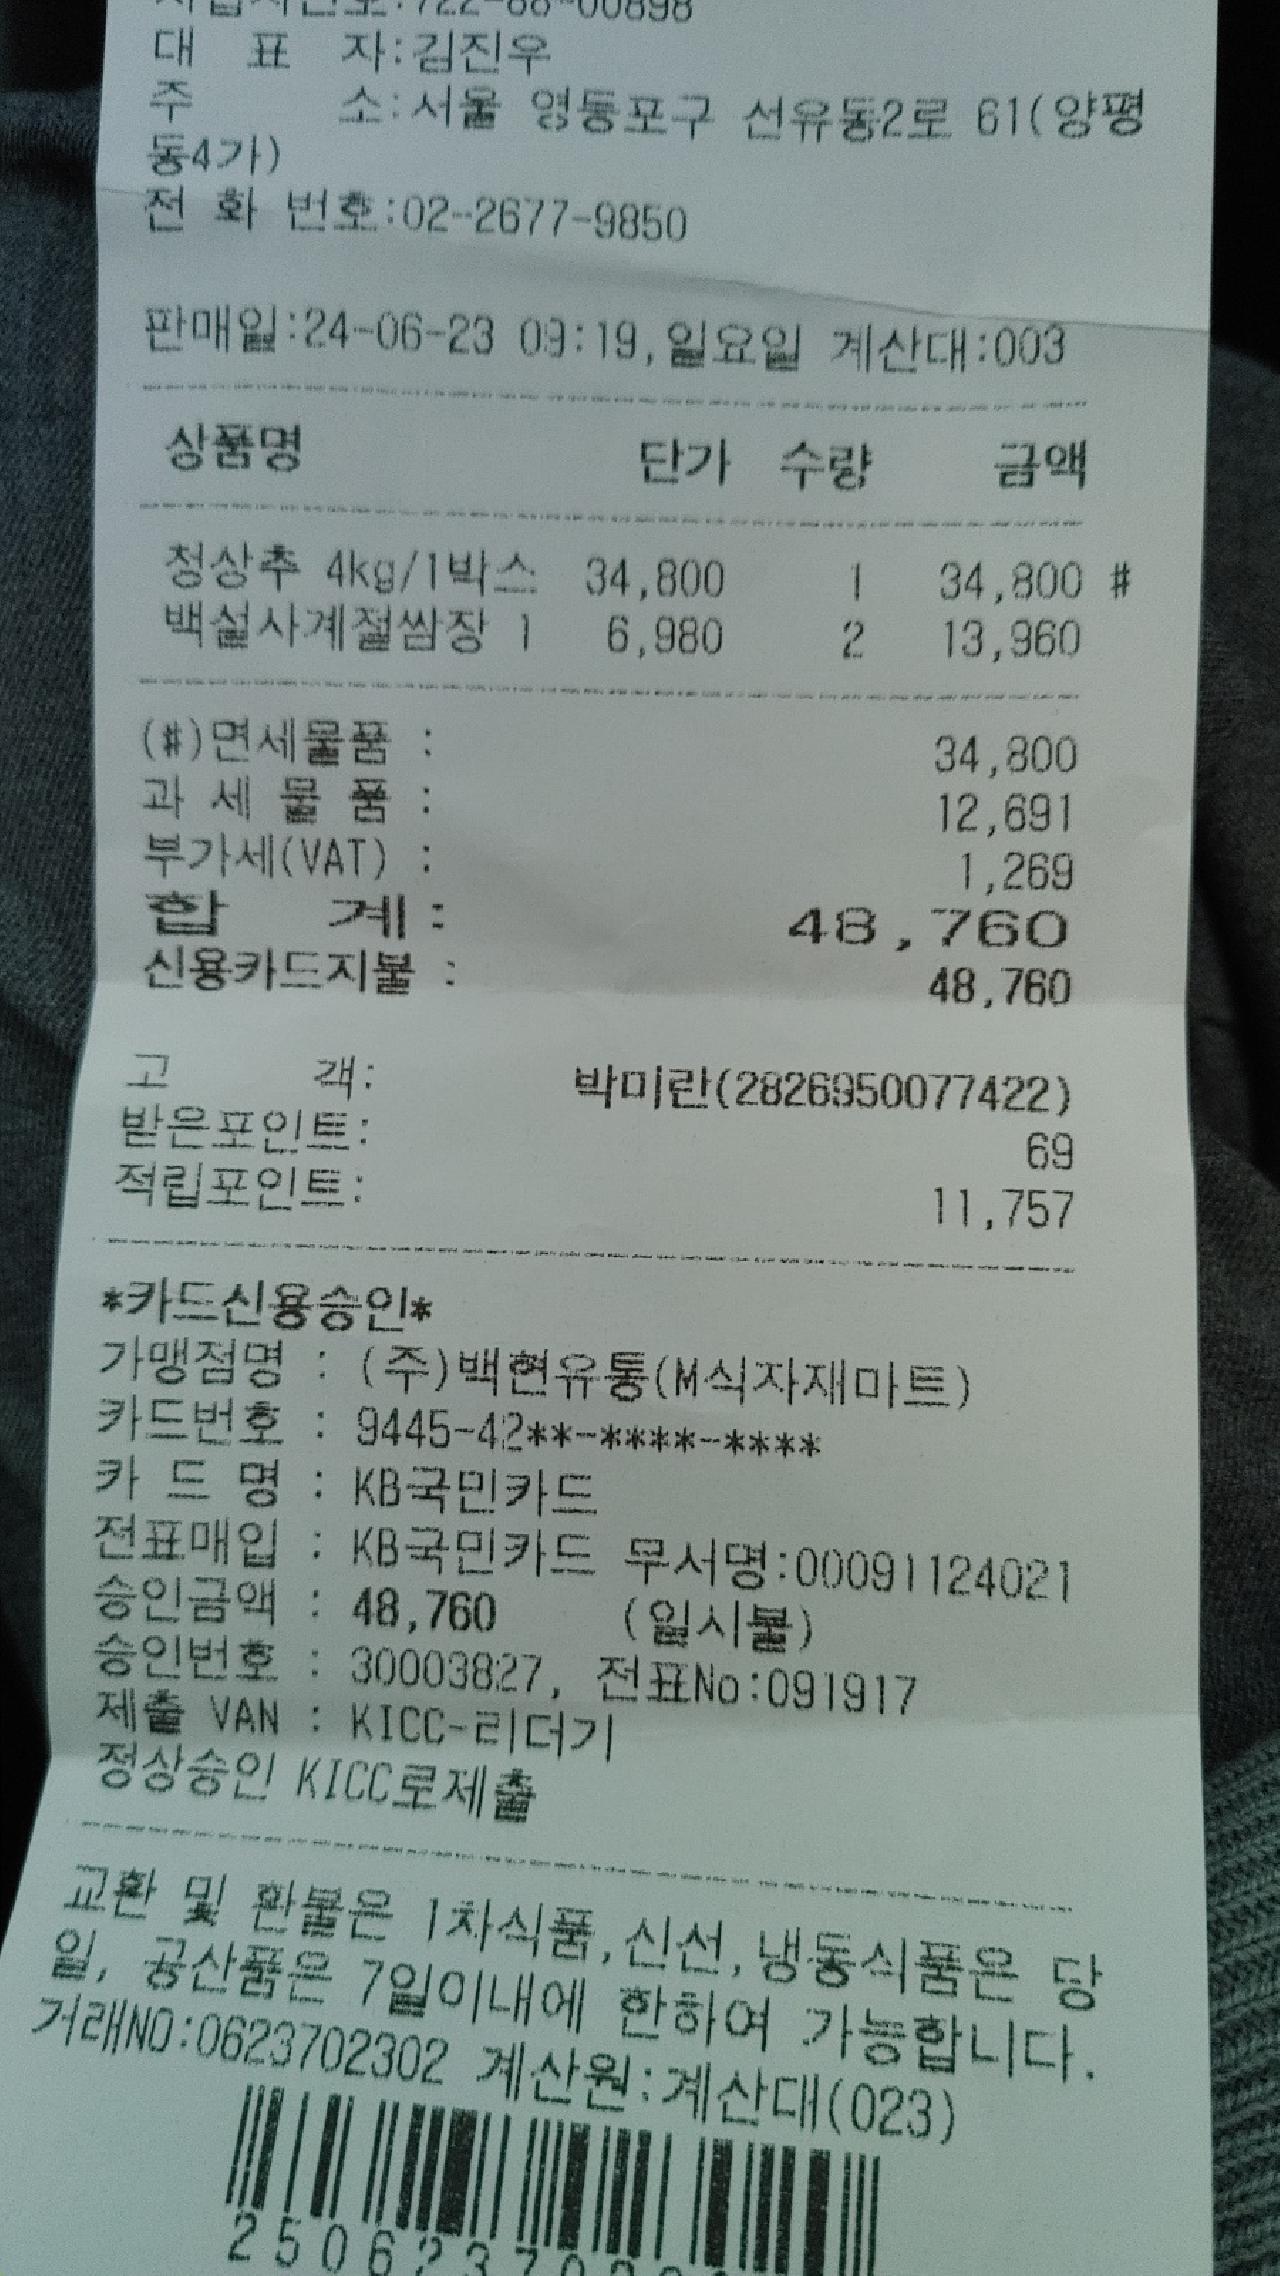 사업자번호:722-88-00898
대 표 자:김진우
주 소:서울 영등포구 선유동2로 61(양평
동4가)
전 화 번호:02-2677-9850
판매일:24-06-23 09:19,일요일 계산대:003
상품명 단가 수량 금액
청상추 4kg/1박스 34,800 1 34,800 #
백설사계절쌈장 1 6,980 2 13,960
(#)면세물품 : 34,800
과 세 물 품 : 12,691
부가세(VAT) : 1,269
합 계 : 48,760
신용카드지불 : 48,760
고 객: 박미란(2826950077422)
받은포인트: 69
적립포인트: 11,757
*카드신용승인*
가맹점명 : (주)백현유통(M식자재마트)
카드번호 : 9445-42**-****-****
카 드 명 : KB국민카드
전표매입 : KB국민카드 무서명:00091124021
승인금액 : 48,760 (일시불)
승인번호 : 30003827, 전표No:091917
제출 VAN : KICC-리더기
정상승인 KICC로제출
교환 및 환불은 1차식품,신선,냉동식품은 당
일, 공산품은 7일이내에 한하여 가능합니다.
거래NO:0623702302 계산원:계산대(023)